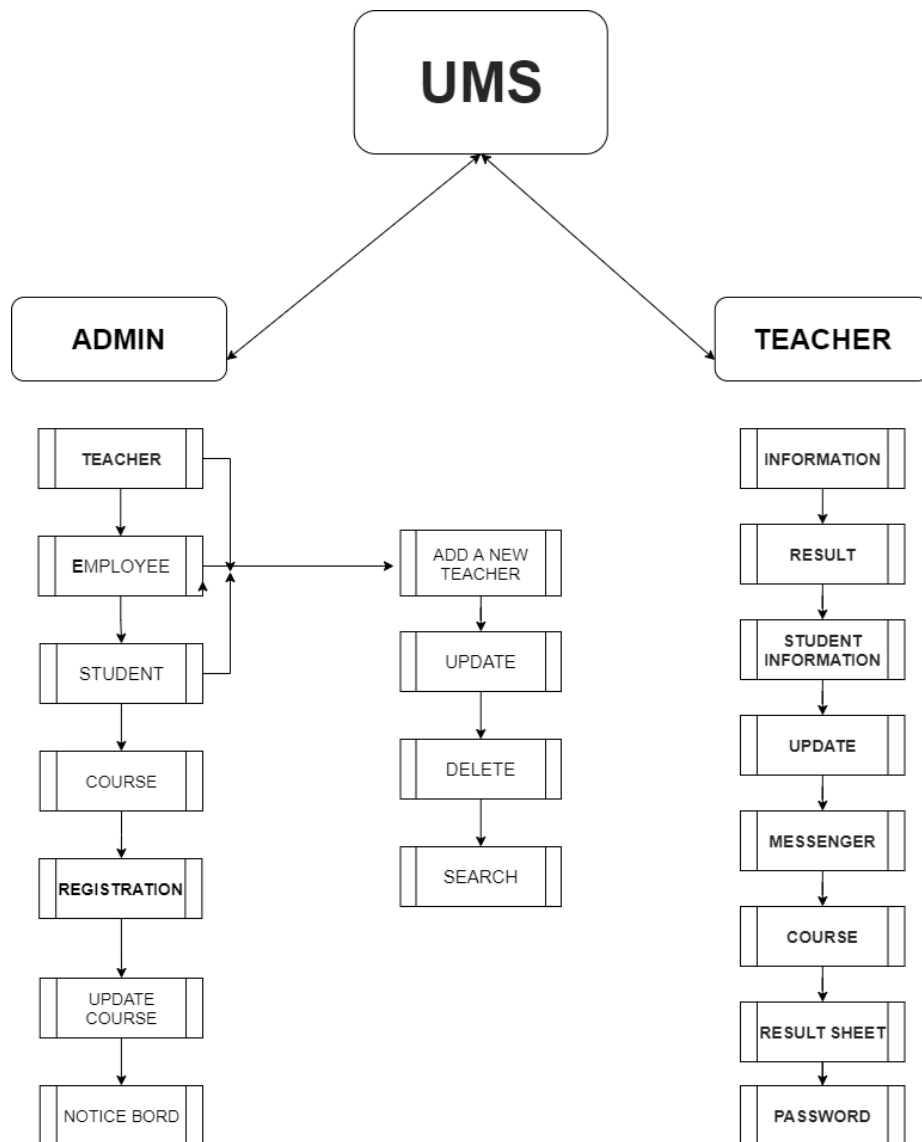 UMS
ADMIN
TEACHER
TEACHER
EMPLOYEE
STUDENT
COURSE
REGISTRATION
UPDATE
COURSE
NOTICE BORD
ADD A NEW
TEACHER
UPDATE
DELETE
SEARCH
INFORMATION
RESULT
STUDENT
INFORMATION
UPDATE
MESSENGER
COURSE
RESULT SHEET
PASSWORD